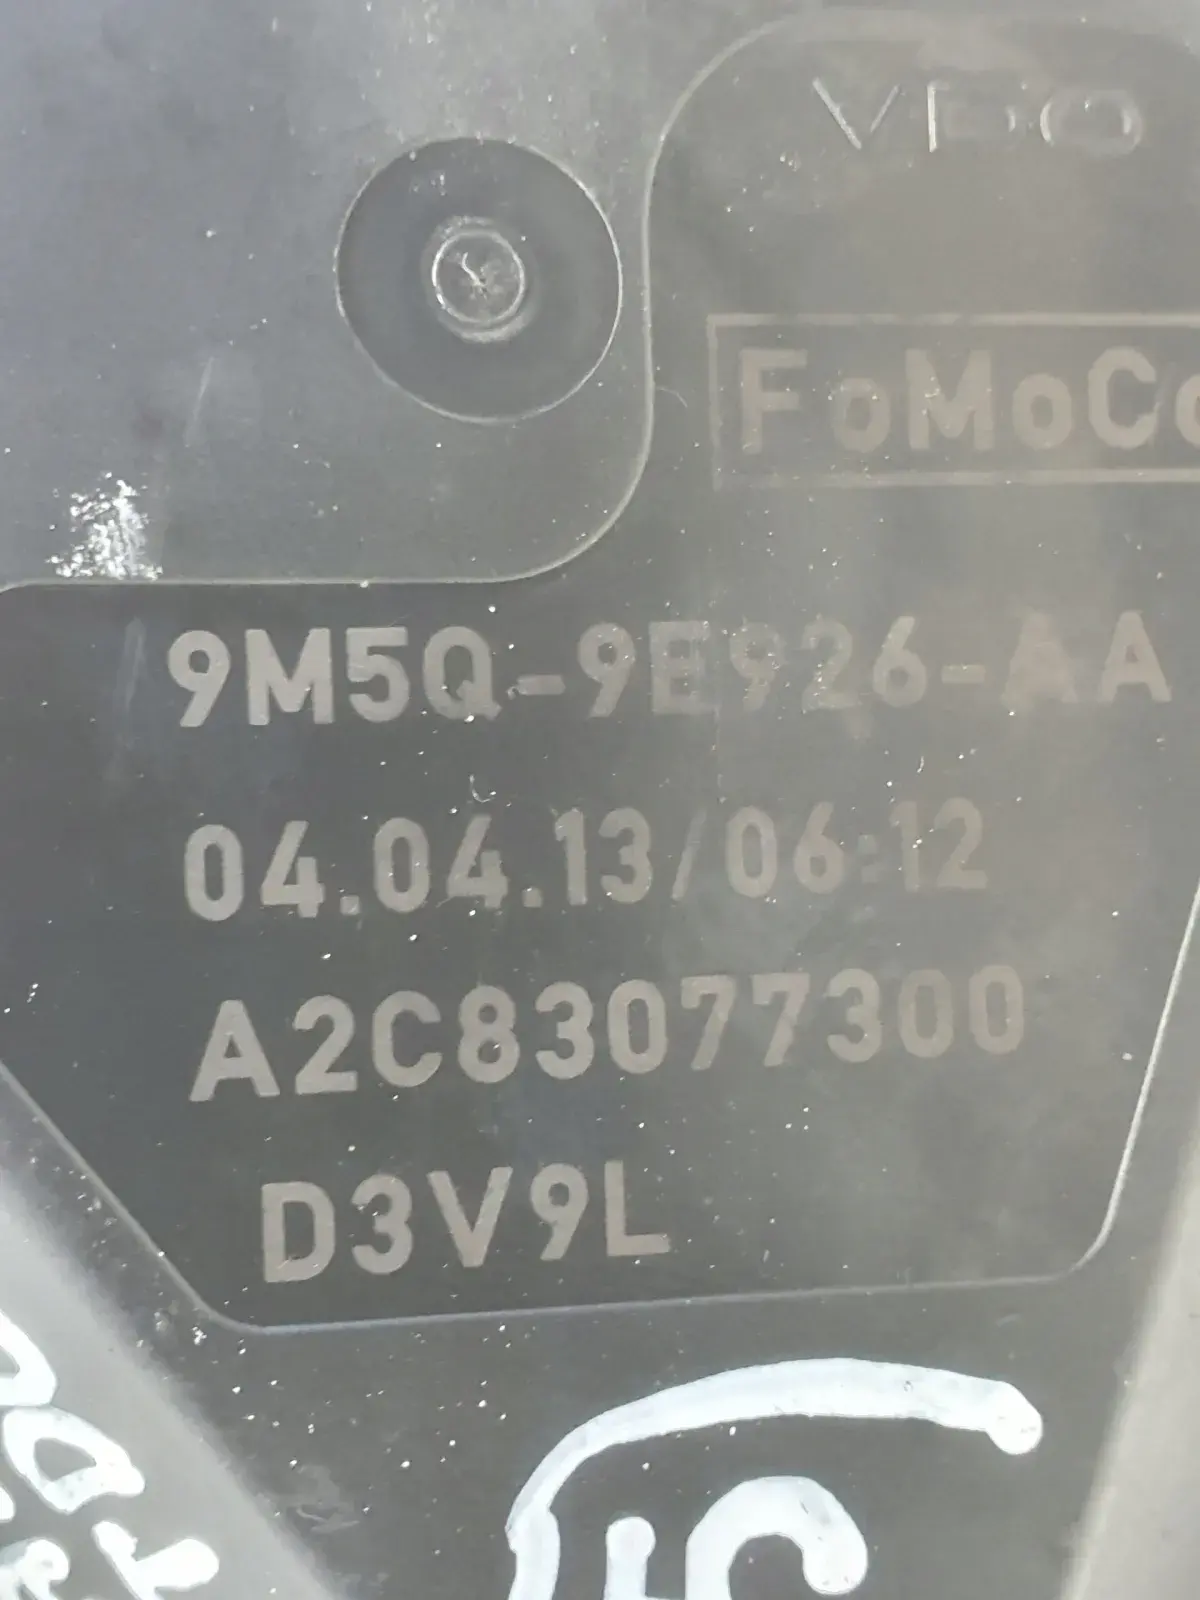 VDO
FoMoCo
9M5Q-9E926-AA
04.04.13/06:12
A2C83077300
D3V9L